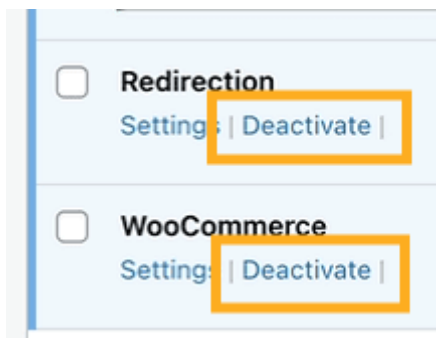 Redirection
Settings | Deactivate |
WooCommerce
Settings | Deactivate |